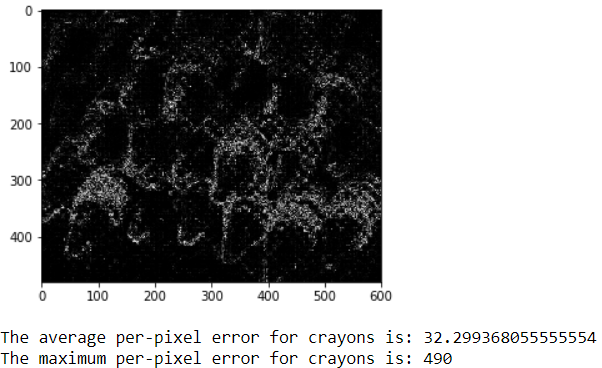 0
100
200
300
400
0 100 200 300 400 500 600
The average per-pixel error for crayons is: 32.299368055555554
The maximum per-pixel error for crayons is: 490